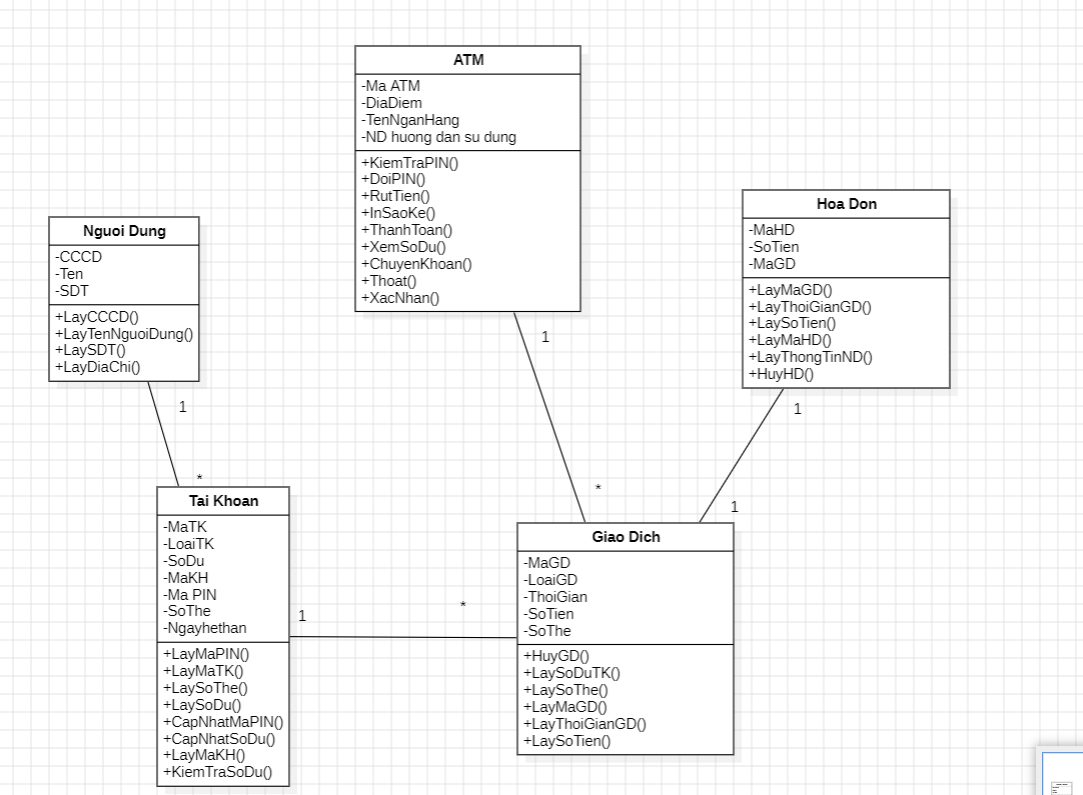 ATM
-Ma ATM
-DiaDiem
-TenNganHang
-ND huong dan su dung
+KiemTraPIN()
+DoiPIN()
+RutTien()
+InSaoKe()
+ThanhToan()
+XemSoDu()
+ChuyenKhoan()
+Thoat()
+XacNhan()
1
*
Hoa Don
-MaHD
-SoTien
-MaGD
+LayMaGD()
+LayThoiGianGD()
+LaySoTien()
+LayMaHD()
+LayThongTinND()
+HuyHD()
1
1
Nguoi Dung
-CCCD
-Ten
-SDT
+LayCCCD()
+LayTenNguoiDung()
+LaySDT()
+LayDiaChi()
1
*
Tai Khoan
-MaTK
-LoaiTK
-SoDu
-MaKH
-Ma PIN
-SoThe
-Ngayhethan
+LayMaPIN()
+LayMaTK()
+LaySoThe()
+LaySoDu()
+CapNhatMaPIN()
+CapNhatSoDu()
+LayMaKH()
+KiemTraSoDu()
1
*
Giao Dich
-MaGD
-LoaiGD
-ThoiGian
-SoTien
-SoThe
+HuyGD()
+LaySoDuTK()
+LaySoThe()
+LayMaGD()
+LayThoiGianGD()
+LaySoTien()